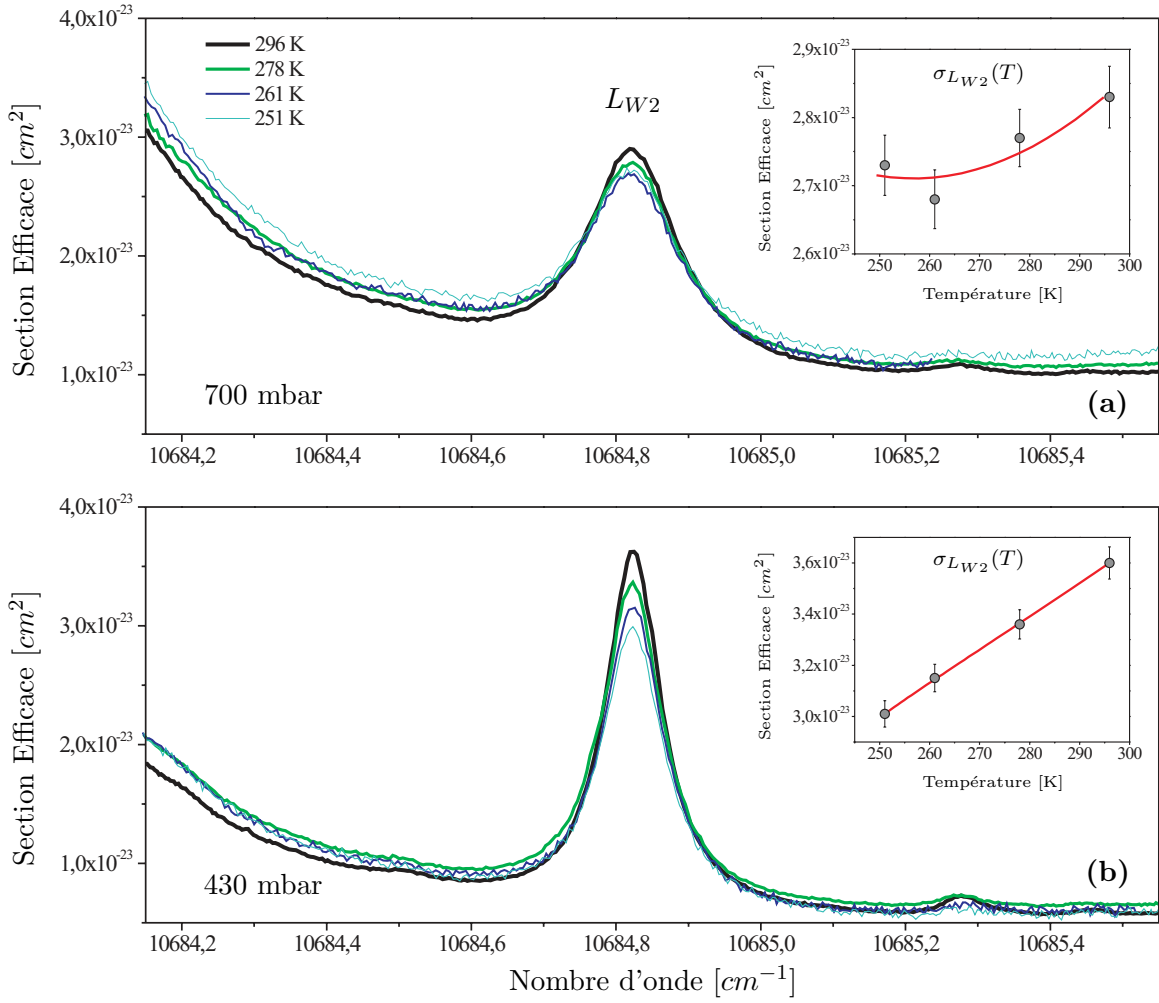 4,0x10-23
3,0x10-23
2,0x10-23
1,0x10-23
Section Efficace [cm2]
296 K
278 K
261 K
251 K
LW2
700 mbar
(a)
10684,2 10684,4 10684,6 10684,8 10685,0 10685,2 10685,4
2,9x10-23
2,8x10-23
2,7x10-23
2,6x10-23
Section Efficace [cm2]
σLW2(T)
250 260 270 280 290 300
Température [K]
4,0x10-23
3,0x10-23
2,0x10-23
1,0x10-23
Section Efficace [cm2]
430 mbar
(b)
10684,2 10684,4 10684,6 10684,8 10685,0 10685,2 10685,4
Nombre d'onde [cm−1]
3,6x10-23
3,4x10-23
3,2x10-23
3,0x10-23
Section Efficace [cm2]
σLW2(T)
250 260 270 280 290 300
Température [K]